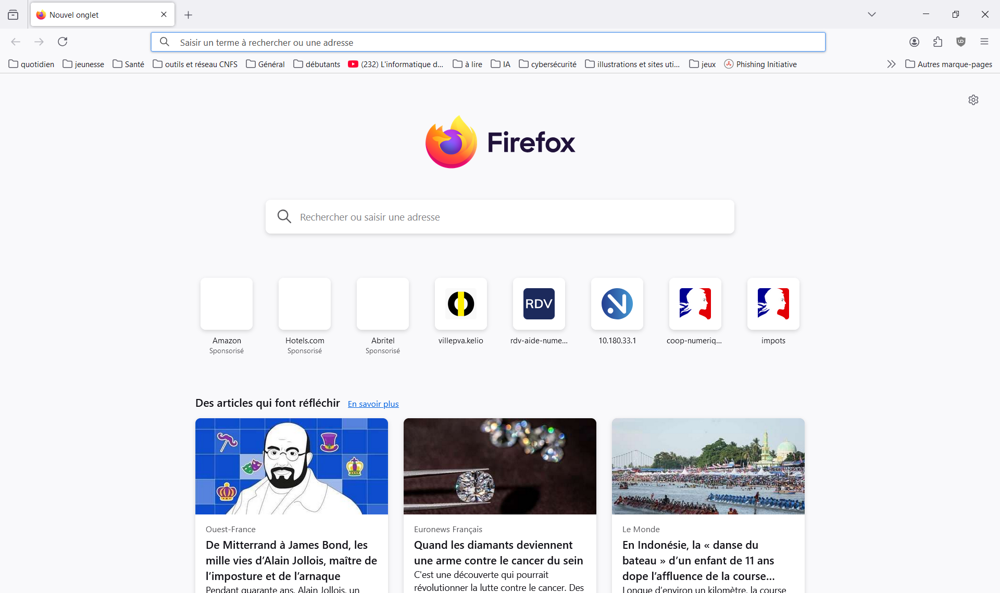 Nouvel onglet
Saisir un terme à rechercher ou une adresse
quotidien jeunesse Santé outils et réseau CNFS Général débutants (232) L'informatique d... à lire IA cybersécurité illustrations et sites uti... jeux Phishing Initiative Autres marque-pages
Firefox
Rechercher ou saisir une adresse
RDV
Amazon Hotels.com Abritel villepva.kelio rdv-aide-nume... 10.180.33.1 coop-numeriq... impots
Sponsorisé Sponsorisé Sponsorisé
Des articles qui font réfléchir En savoir plus
Ouest-France
De Mitterrand à James Bond, les
mille vies d’Alain Jollois, maître de
l’imposture et de l’arnaque
Pendant quarante ans, Alain Jollois, un
Euronews Français
Quand les diamants deviennent
une arme contre le cancer du sein
C'est une découverte qui pourrait
révolutionner la lutte contre le cancer. Des
Le Monde
En Indonésie, la « danse du
bateau » d’un enfant de 11 ans
dope l’affluence de la course...
Longue d’environ un kilomètre, la course